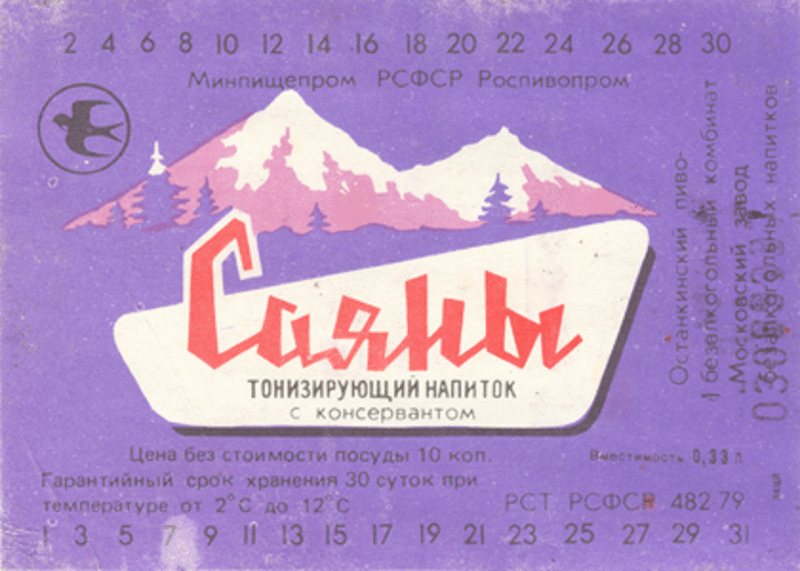 2 4 6 8 10 12 14 16 18 20 22 24 26 28 30
Минпищепром РСФСР Роспивопром
Саяны
ТОНИЗИРУЮЩИЙ НАПИТОК
с консервантом
Цена без стоимости посуды 10 коп.
Вместимость 0,33 л
Гарантийный срок хранения 30 суток при
температуре от 2°С до 12°С
РСТ РСФСР 482 79
1 3 5 7 9 11 13 15 17 19 21 23 25 27 29 31
Останкинский пиво-
безалкогольный комбинат
"Московский завод
безалкогольных напитков